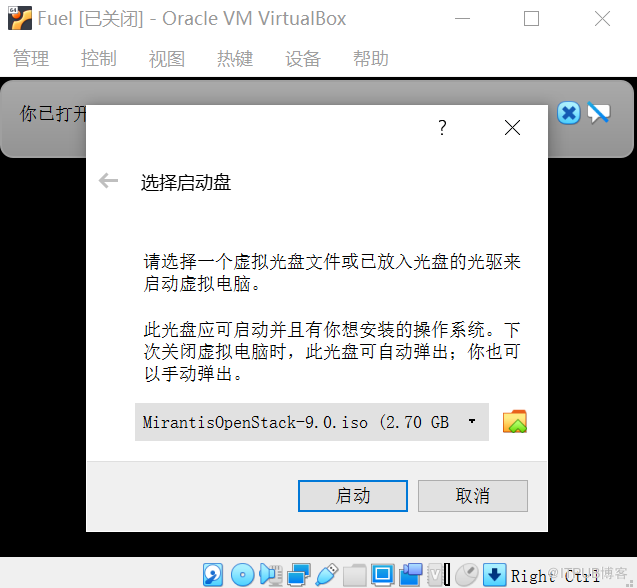 Fuel [已关闭] - Oracle VM VirtualBox
管理 控制 视图 热键 设备 帮助
你已打开
?
选择启动盘
请选择一个虚拟光盘文件或已放入光盘的光驱来
启动虚拟电脑。
此光盘应可启动并且有你想安装的操作系统。下
次关闭虚拟电脑时，此光盘可自动弹出；你也可
以手动弹出。
MirantisOpenStack-9.0.iso (2.70 GB
启动 取消
Right Ctrl
@ITPUB博客